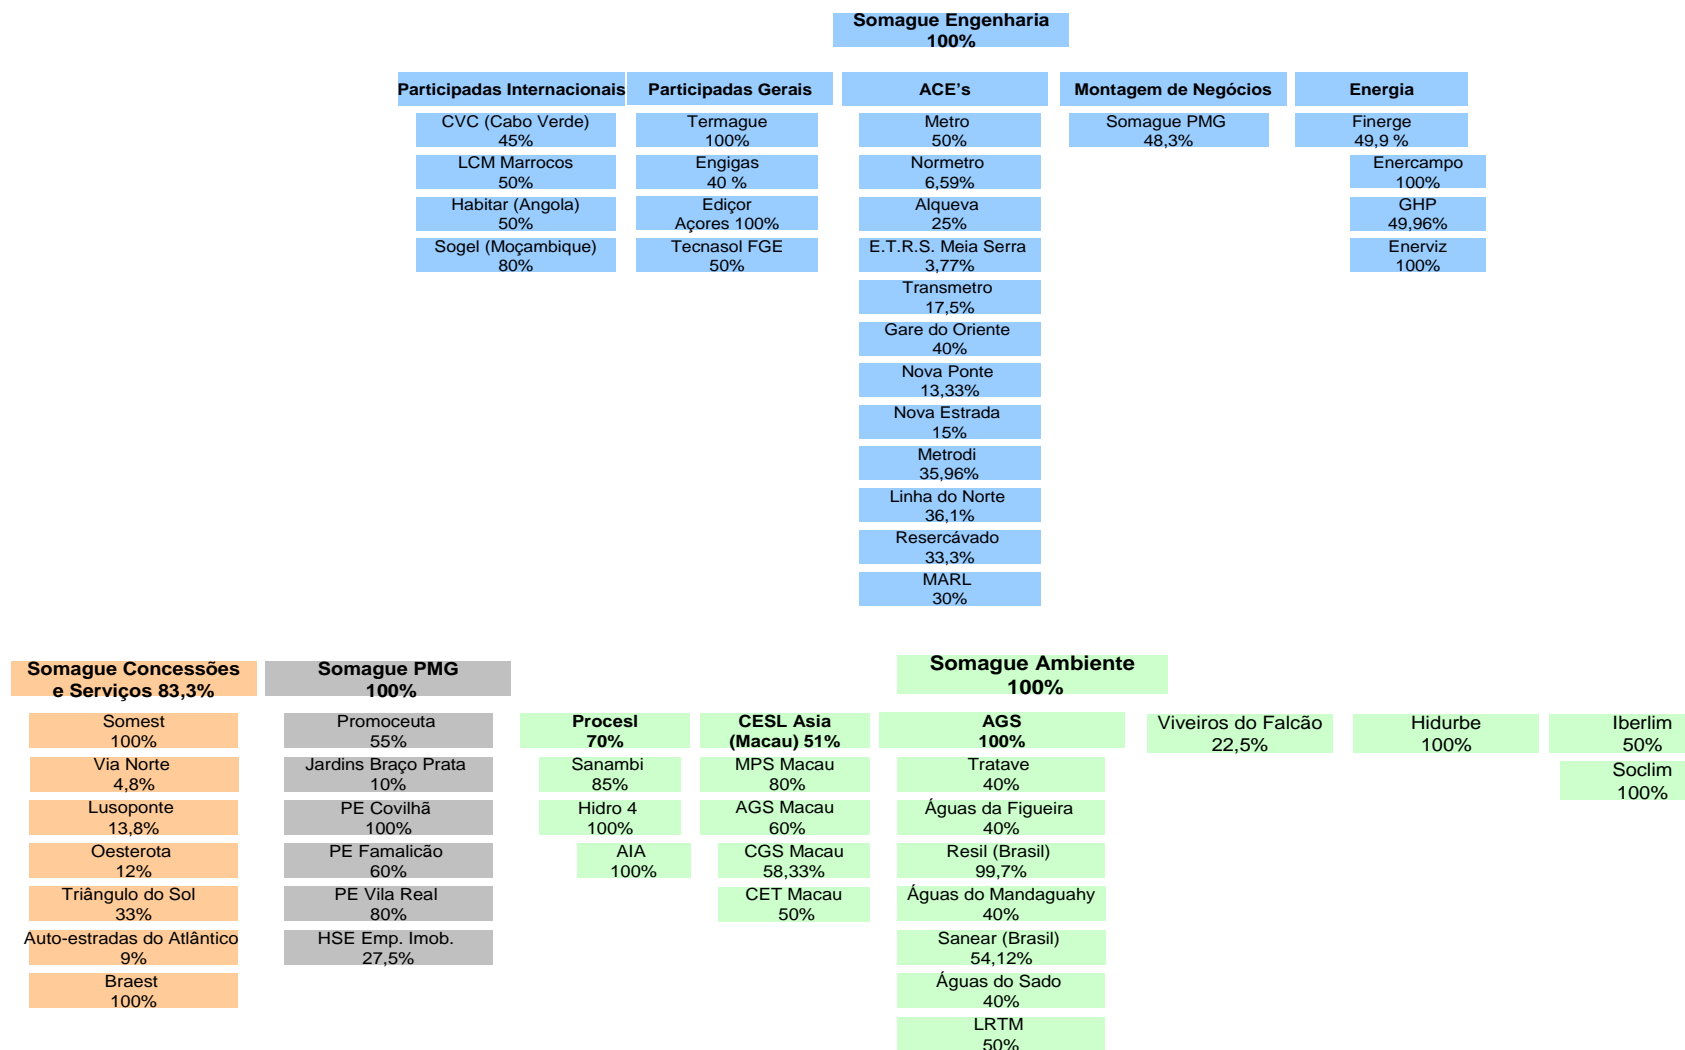 Somague Engenharia
100%
Participadas Internacionais
CVC (Cabo Verde)
45%
LCM Marrocos
50%
Habitar (Angola)
50%
Sogel (Moçambique)
80%
Participadas Gerais
Termague
100%
Engigas
40 %
Ediçor
Açores 100%
Tecnasol FGE
50%
ACE's
Metro
50%
Normetro
6,59%
Alqueva
25%
E.T.R.S. Meia Serra
3,77%
Transmetro
17,5%
Gare do Oriente
40%
Nova Ponte
13,33%
Nova Estrada
15%
Metrodi
35,96%
Linha do Norte
36,1%
Resercávado
33,3%
MARL
30%
Montagem de Negócios
Somague PMG
48,3%
Energia
Finerge
49,9 %
Enercampo
100%
GHP
49,96%
Enerviz
100%
Somague Concessões
e Serviços 83,3%
Somest
100%
Via Norte
4,8%
Lusoponte
13,8%
Oesterota
12%
Triângulo do Sol
33%
Auto-estradas do Atlântico
9%
Braest
100%
Somague PMG
100%
Promoceuta
55%
Jardins Braço Prata
10%
PE Covilhã
100%
PE Famalicão
60%
PE Vila Real
80%
HSE Emp. Imob.
27,5%
Somague Ambiente
100%
Procesl
70%
Sanambi
85%
Hidro 4
100%
AIA
100%
CESL Asia
(Macau) 51%
MPS Macau
80%
AGS Macau
60%
CGS Macau
58,33%
CET Macau
50%
AGS
100%
Tratave
40%
Águas da Figueira
40%
Resil (Brasil)
99,7%
Águas do Mandaguahy
40%
Sanear (Brasil)
54,12%
Águas do Sado
40%
LRTM
50%
Viveiros do Falcão
22,5%
Hidurbe
100%
Iberlim
50%
Soclim
100%